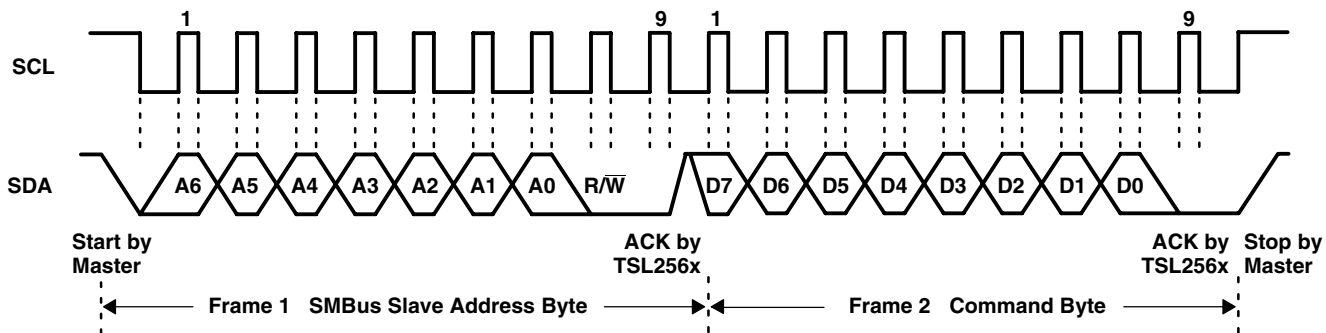 1 9 1 9
SCL
SDA A6 A5 A4 A3 A2 A1 A0 R/W̅ D7 D6 D5 D4 D3 D2 D1 D0
Start by Master
ACK by TSL256x
ACK by TSL256x
Stop by Master
Frame 1 SMBus Slave Address Byte
Frame 2 Command Byte